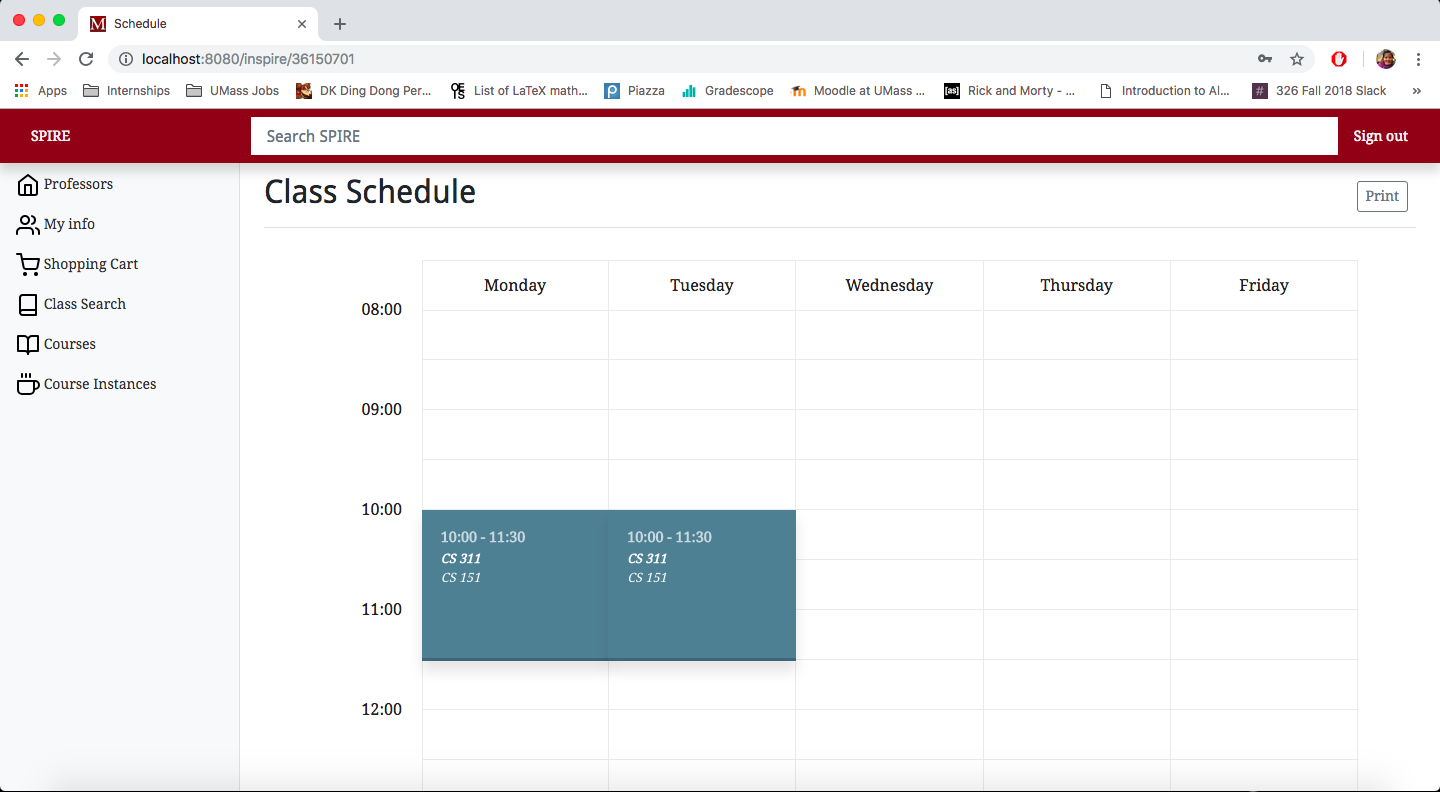 M Schedule
localhost:8080/inspire/36150701
Apps Internships UMass Jobs DK Ding Dong Per... OE IS List of LaTeX math... Piazza Gradescope Moodle at UMass ... [as] Rick and Morty - ... Introduction to Al... # 326 Fall 2018 Slack »
SPIRE Search SPIRE Sign out
Professors
My info
Shopping Cart
Class Search
Courses
Course Instances
Class Schedule
Print
Monday Tuesday Wednesday Thursday Friday
08:00
09:00
10:00
10:00 - 11:30 10:00 - 11:30
CS 311 CS 311
CS 151 CS 151
11:00
12:00